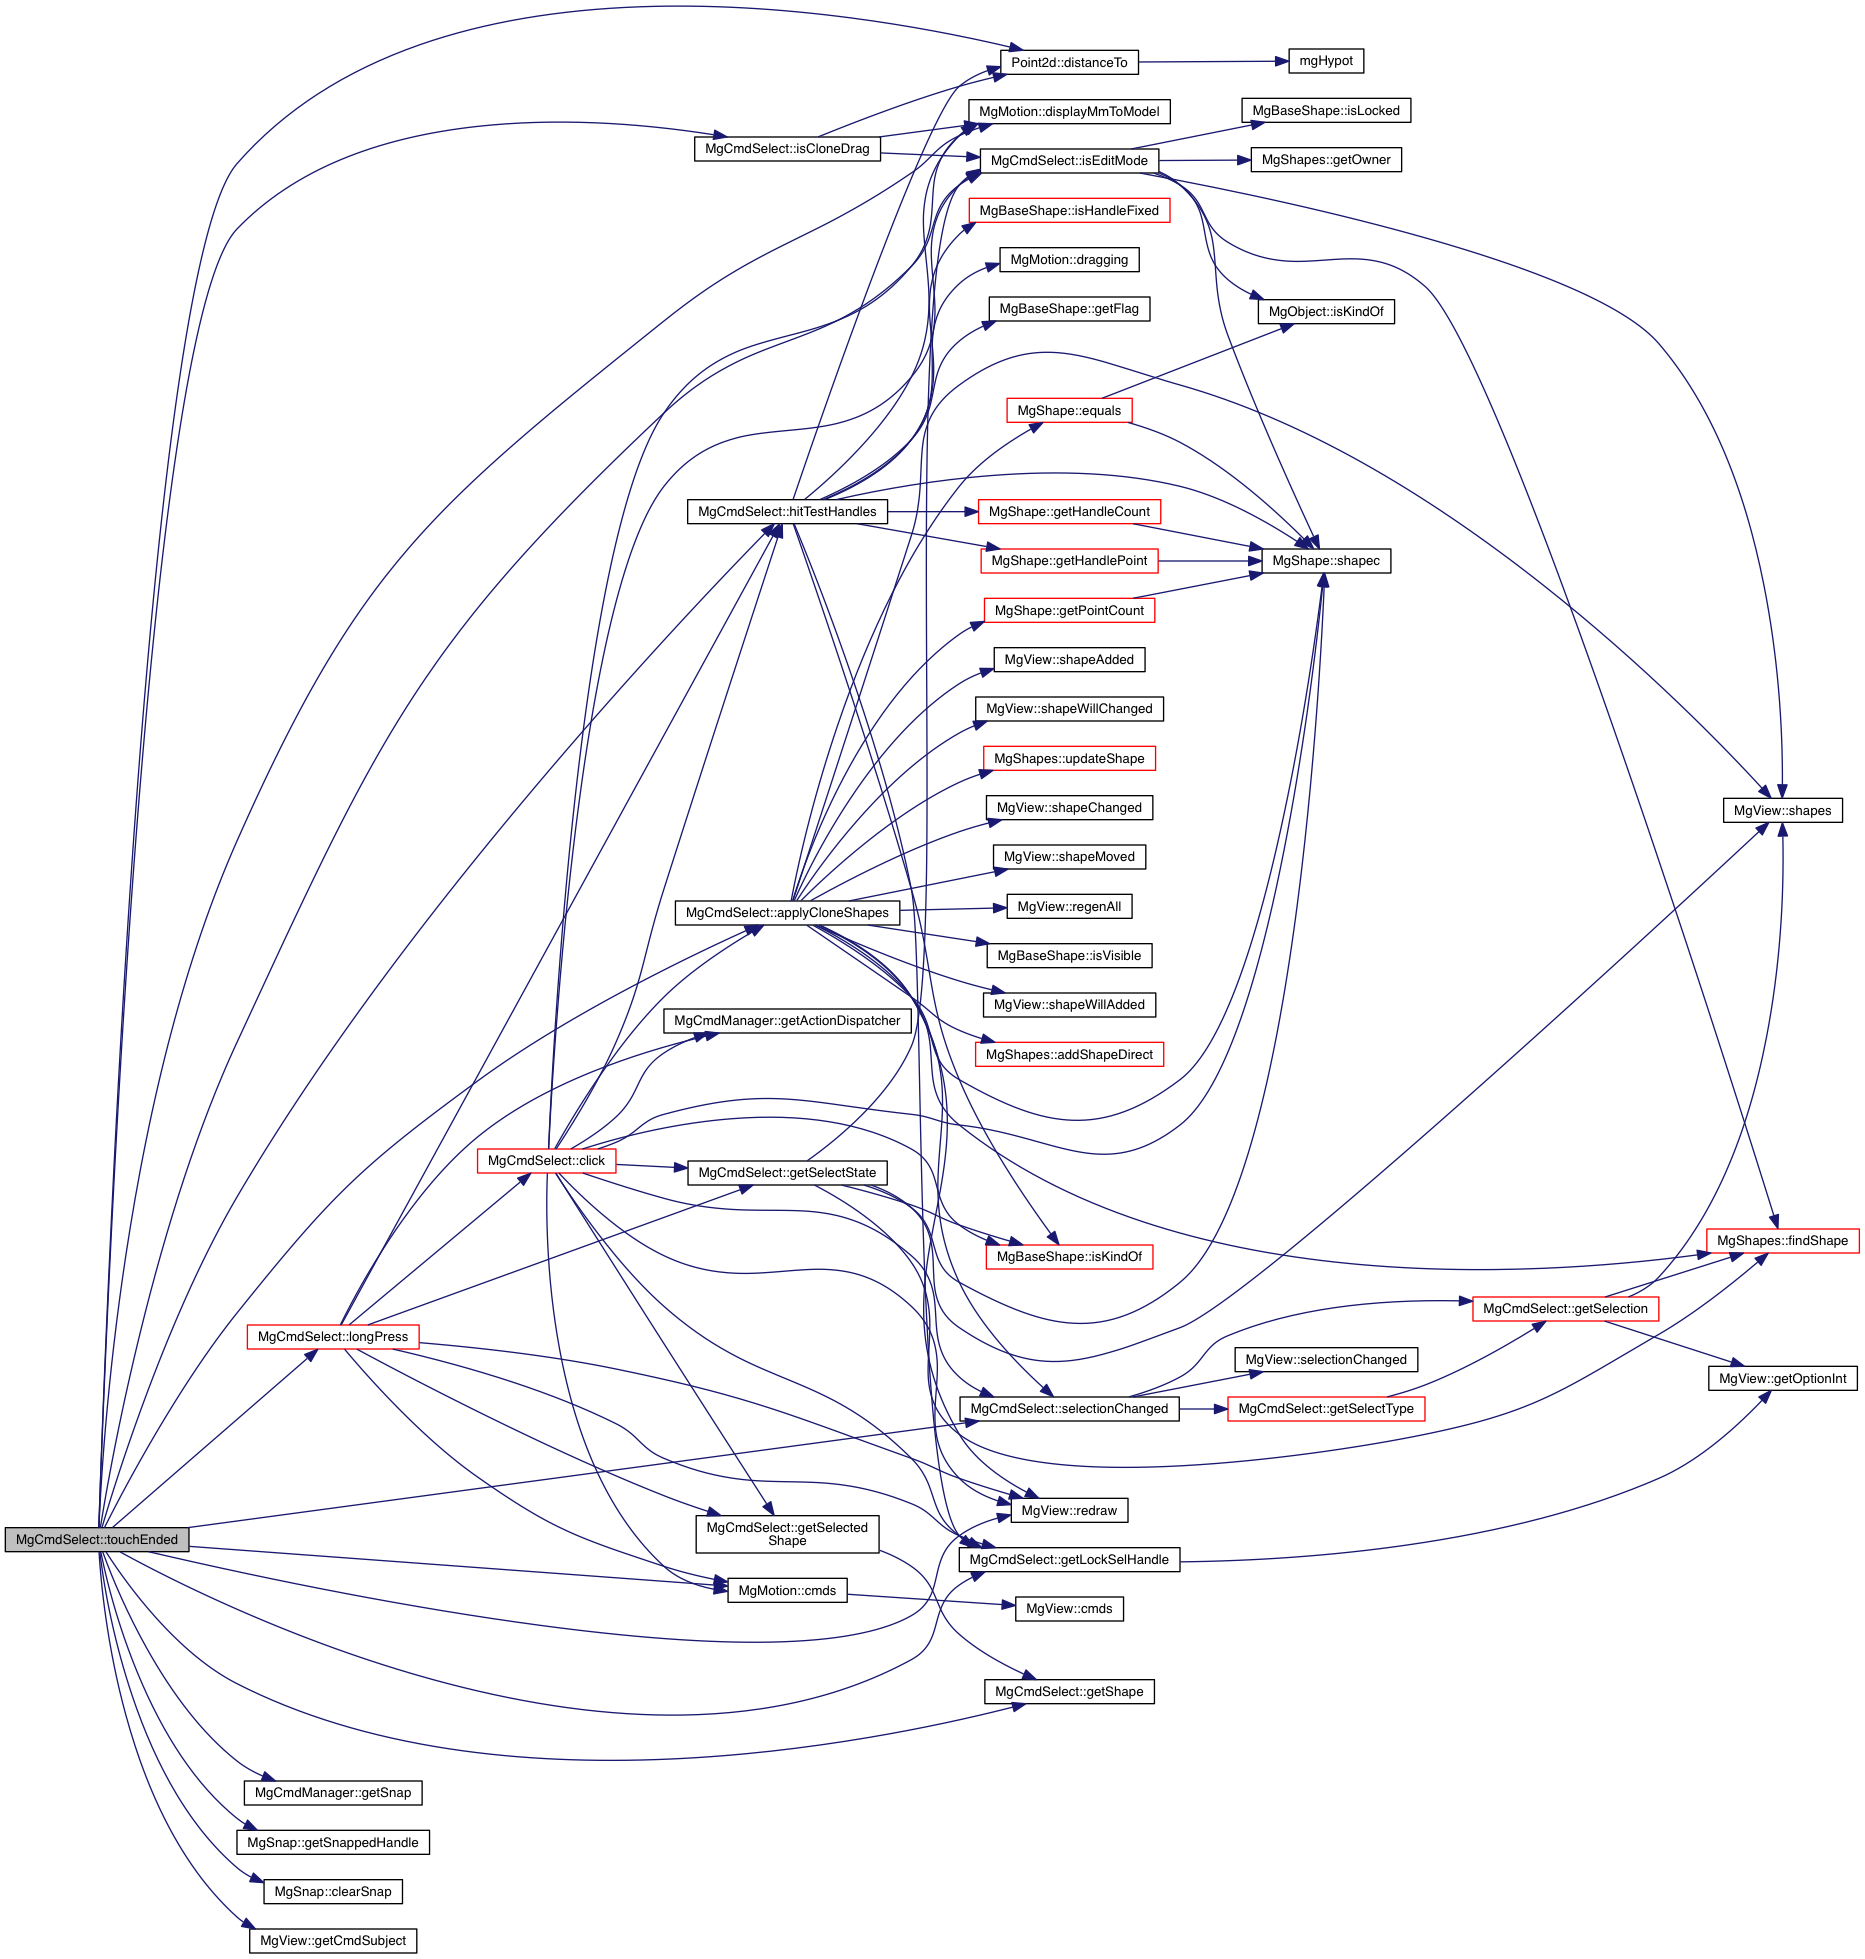 Point2d::distanceTo
mgHypot
MgMotion::displayMmToModel
MgBaseShape::isLocked
MgCmdSelect::isCloneDrag
MgCmdSelect::isEditMode
MgShapes::getOwner
MgBaseShape::isHandleFixed
MgMotion::dragging
MgBaseShape::getFlag
MgObject::isKindOf
MgShape::equals
MgCmdSelect::hitTestHandles
MgShape::getHandleCount
MgShape::getHandlePoint
MgShape::shapec
MgShape::getPointCount
MgView::shapeAdded
MgView::shapeWillChanged
MgShapes::updateShape
MgView::shapeChanged
MgView::shapes
MgView::shapeMoved
MgCmdSelect::applyCloneShapes
MgView::regenAll
MgBaseShape::isVisible
MgView::shapeWillAdded
MgCmdManager::getActionDispatcher
MgShapes::addShapeDirect
MgCmdSelect::click
MgCmdSelect::getSelectState
MgBaseShape::isKindOf
MgShapes::findShape
MgCmdSelect::getSelection
MgCmdSelect::longPress
MgView::selectionChanged
MgView::getOptionInt
MgCmdSelect::selectionChanged
MgCmdSelect::getSelectType
MgView::redraw
MgCmdSelect::touchEnded
MgCmdSelect::getSelected
Shape
MgCmdSelect::getLockSelHandle
MgMotion::cmds
MgView::cmds
MgCmdSelect::getShape
MgCmdManager::getSnap
MgSnap::getSnappedHandle
MgSnap::clearSnap
MgView::getCmdSubject